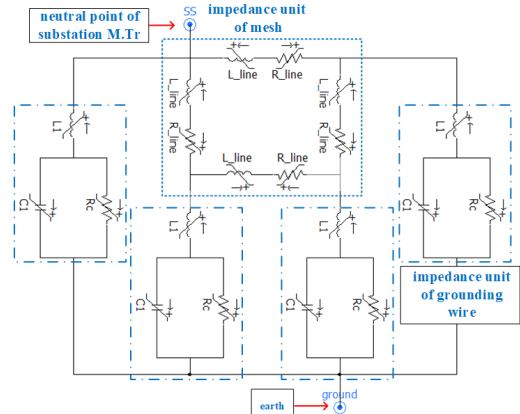 neutral point of
substation M.Tr
SS
impedance unit
of mesh
L_line
R_line
L_line
R_line
L_line
R_line
L_line
R_line
L1
C1
Rc
L1
C1
Rc
L1
C1
Rc
L1
C1
Rc
impedance unit
of grounding
wire
earth
ground